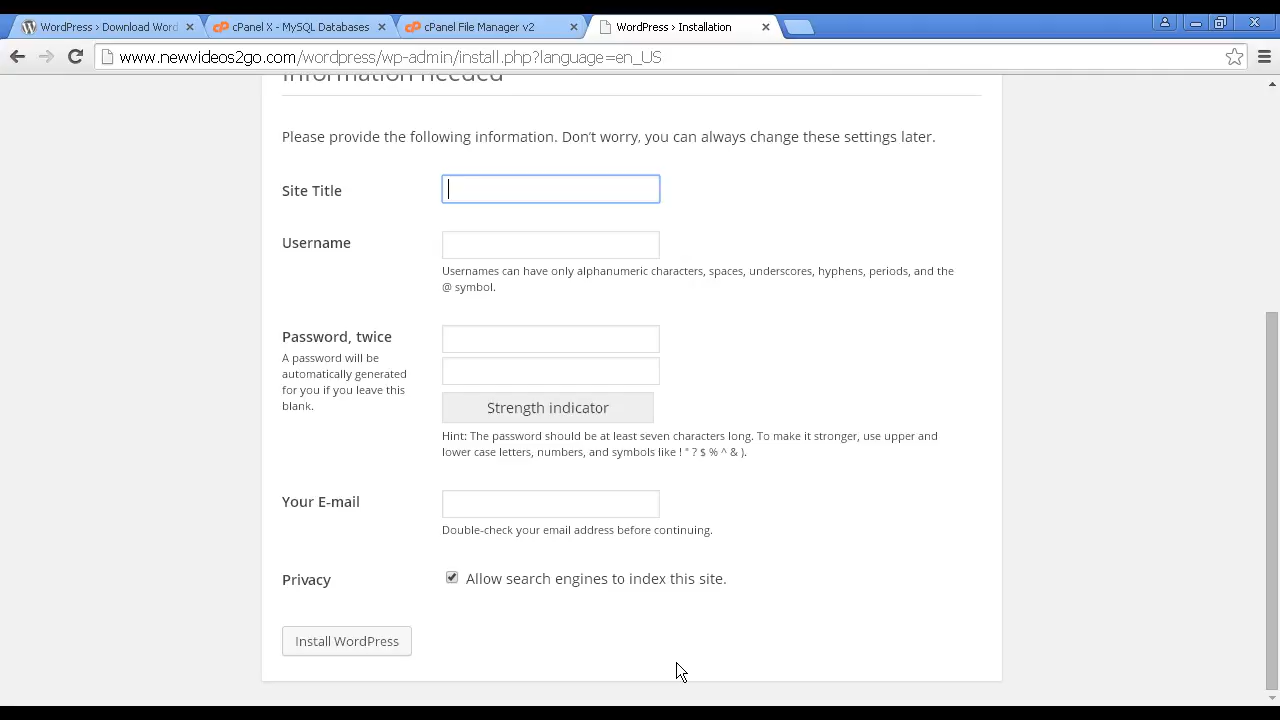 WordPress › Download Word
cPanel X - MySQL Databases
cPanel File Manager v2
WordPress › Installation
www.newvideos2go.com/wordpress/wp-admin/install.php?language=en_US
Information needed
Please provide the following information. Don't worry, you can always change these settings later.
Site Title
Username
Usernames can have only alphanumeric characters, spaces, underscores, hyphens, periods, and the
@ symbol.
Password, twice
A password will be
automatically generated
for you if you leave this
blank.
Strength indicator
Hint: The password should be at least seven characters long. To make it stronger, use upper and
lower case letters, numbers, and symbols like ! " ? $ % ^ & ).
Your E-mail
Double-check your email address before continuing.
Privacy
Allow search engines to index this site.
Install WordPress